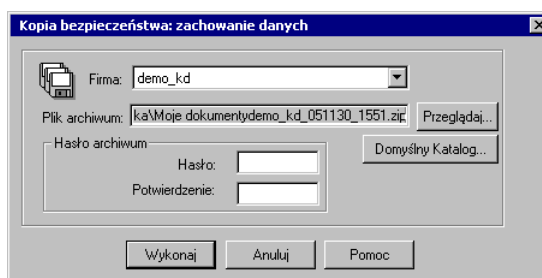 Kopia bezpieczeństwa: zachowanie danych
Firma: demo_kd
Plik archiwum: ka\Moje dokumentydemo_kd_051130_1551.zip Przeglądaj...
Hasło archiwum
Domyślny Katalog...
Hasło:
Potwierdzenie:
Wykonaj Anuluj Pomoc